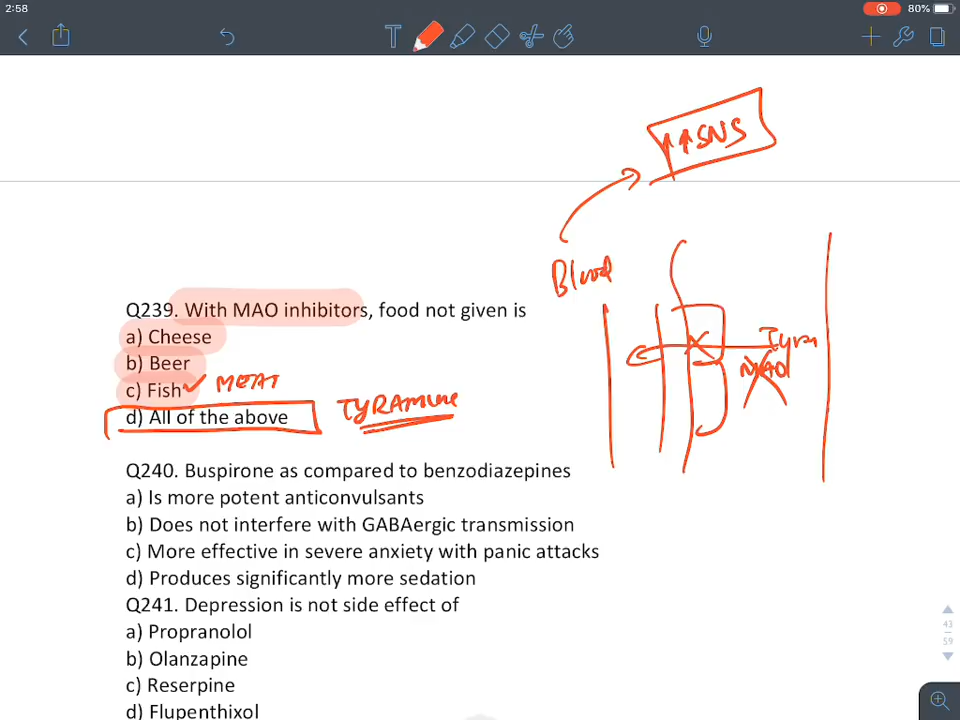 2:58
80%
T
↑↑SNS
Blood
Q239. With MAO inhibitors, food not given is
a) Cheese
Tyra
b) Beer
MAO
c) Fish ✓ MEAT
d) All of the above TYRAMINE
Q240. Buspirone as compared to benzodiazepines
a) Is more potent anticonvulsants
b) Does not interfere with GABAergic transmission
c) More effective in severe anxiety with panic attacks
d) Produces significantly more sedation
Q241. Depression is not side effect of
a) Propranolol
b) Olanzapine
c) Reserpine
d) Flupenthixol
43
59